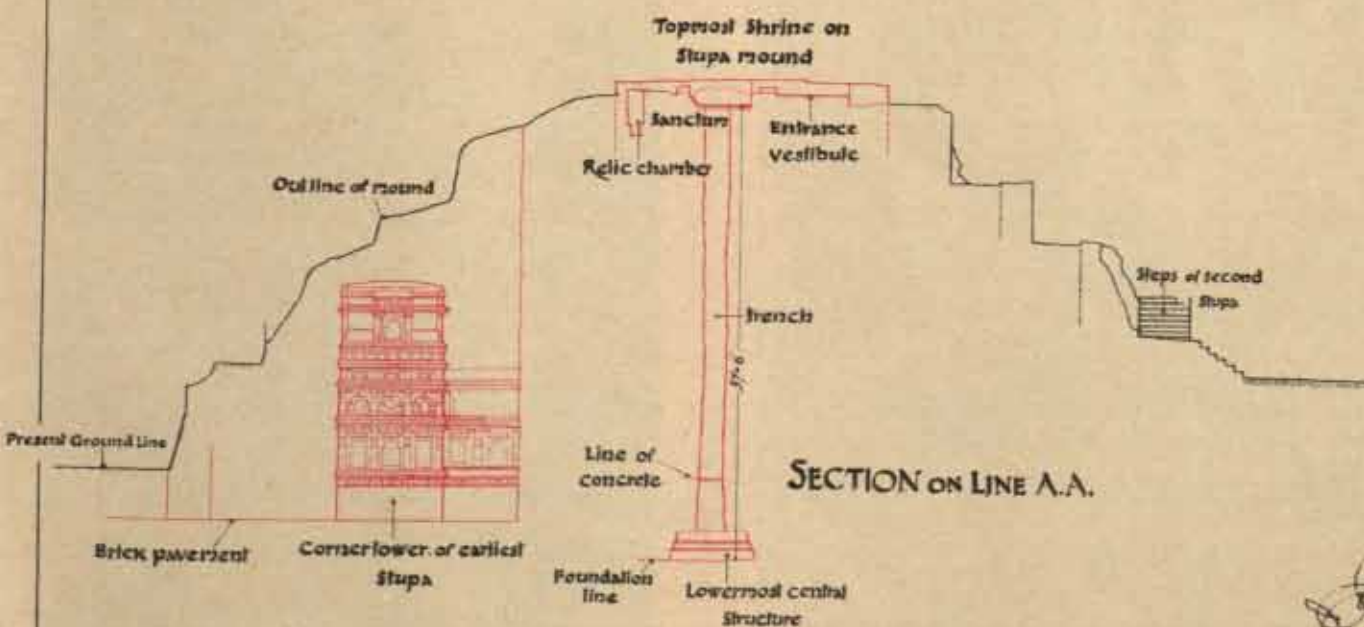 Topmost Shrine on
Stupa mound
Sanctum
Entrance
Vestibule
Relic chamber
Outline of mound
Steps of second
Stupa
Trench
57'-6
Present Ground Line
Line of
concrete
SECTION ON LINE A.A.
Brick pavement
Corner tower of earliest
Stupa
Foundation
line
Lowermost central
Structure